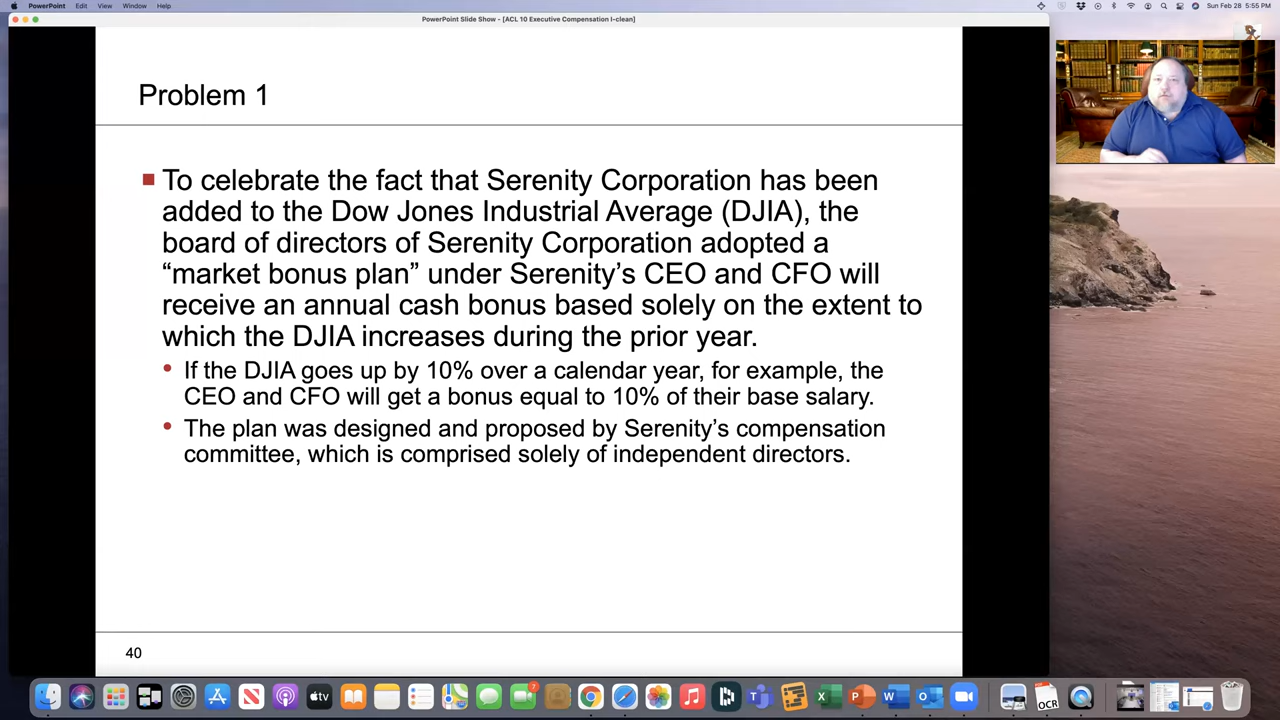 PowerPoint Edit View Window Help
Sun Feb 28 5:55 PM
PowerPoint Slide Show - [ACL 10 Executive Compensation I-clean]
Problem 1
To celebrate the fact that Serenity Corporation has been
added to the Dow Jones Industrial Average (DJIA), the
board of directors of Serenity Corporation adopted a
“market bonus plan” under Serenity’s CEO and CFO will
receive an annual cash bonus based solely on the extent to
which the DJIA increases during the prior year.
If the DJIA goes up by 10% over a calendar year, for example, the
CEO and CFO will get a bonus equal to 10% of their base salary.
The plan was designed and proposed by Serenity’s compensation
committee, which is comprised solely of independent directors.
40
tv
OCR